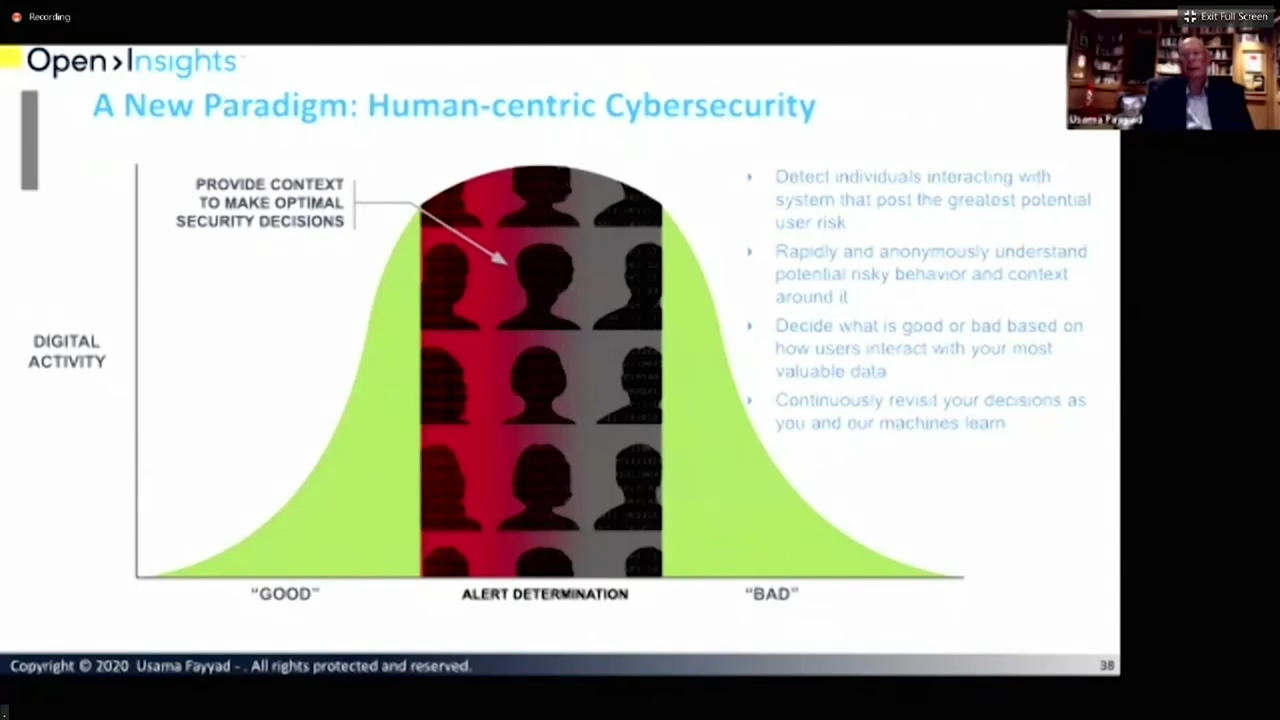 Recording
Exit Full Screen
Open>Insights
A New Paradigm: Human-centric Cybersecurity
Usama Fayyad
PROVIDE CONTEXT
TO MAKE OPTIMAL
SECURITY DECISIONS
DIGITAL
ACTIVITY
Detect individuals interacting with
system that post the greatest potential
user risk
Rapidly and anonymously understand
potential risky behavior and context
around it
Decide what is good or bad based on
how users interact with your most
valuable data
Continuously revisit your decisions as
you and our machines learn
“GOOD”
ALERT DETERMINATION
“BAD”
Copyright © 2020 Usama Fayyad - . All rights protected and reserved.
38